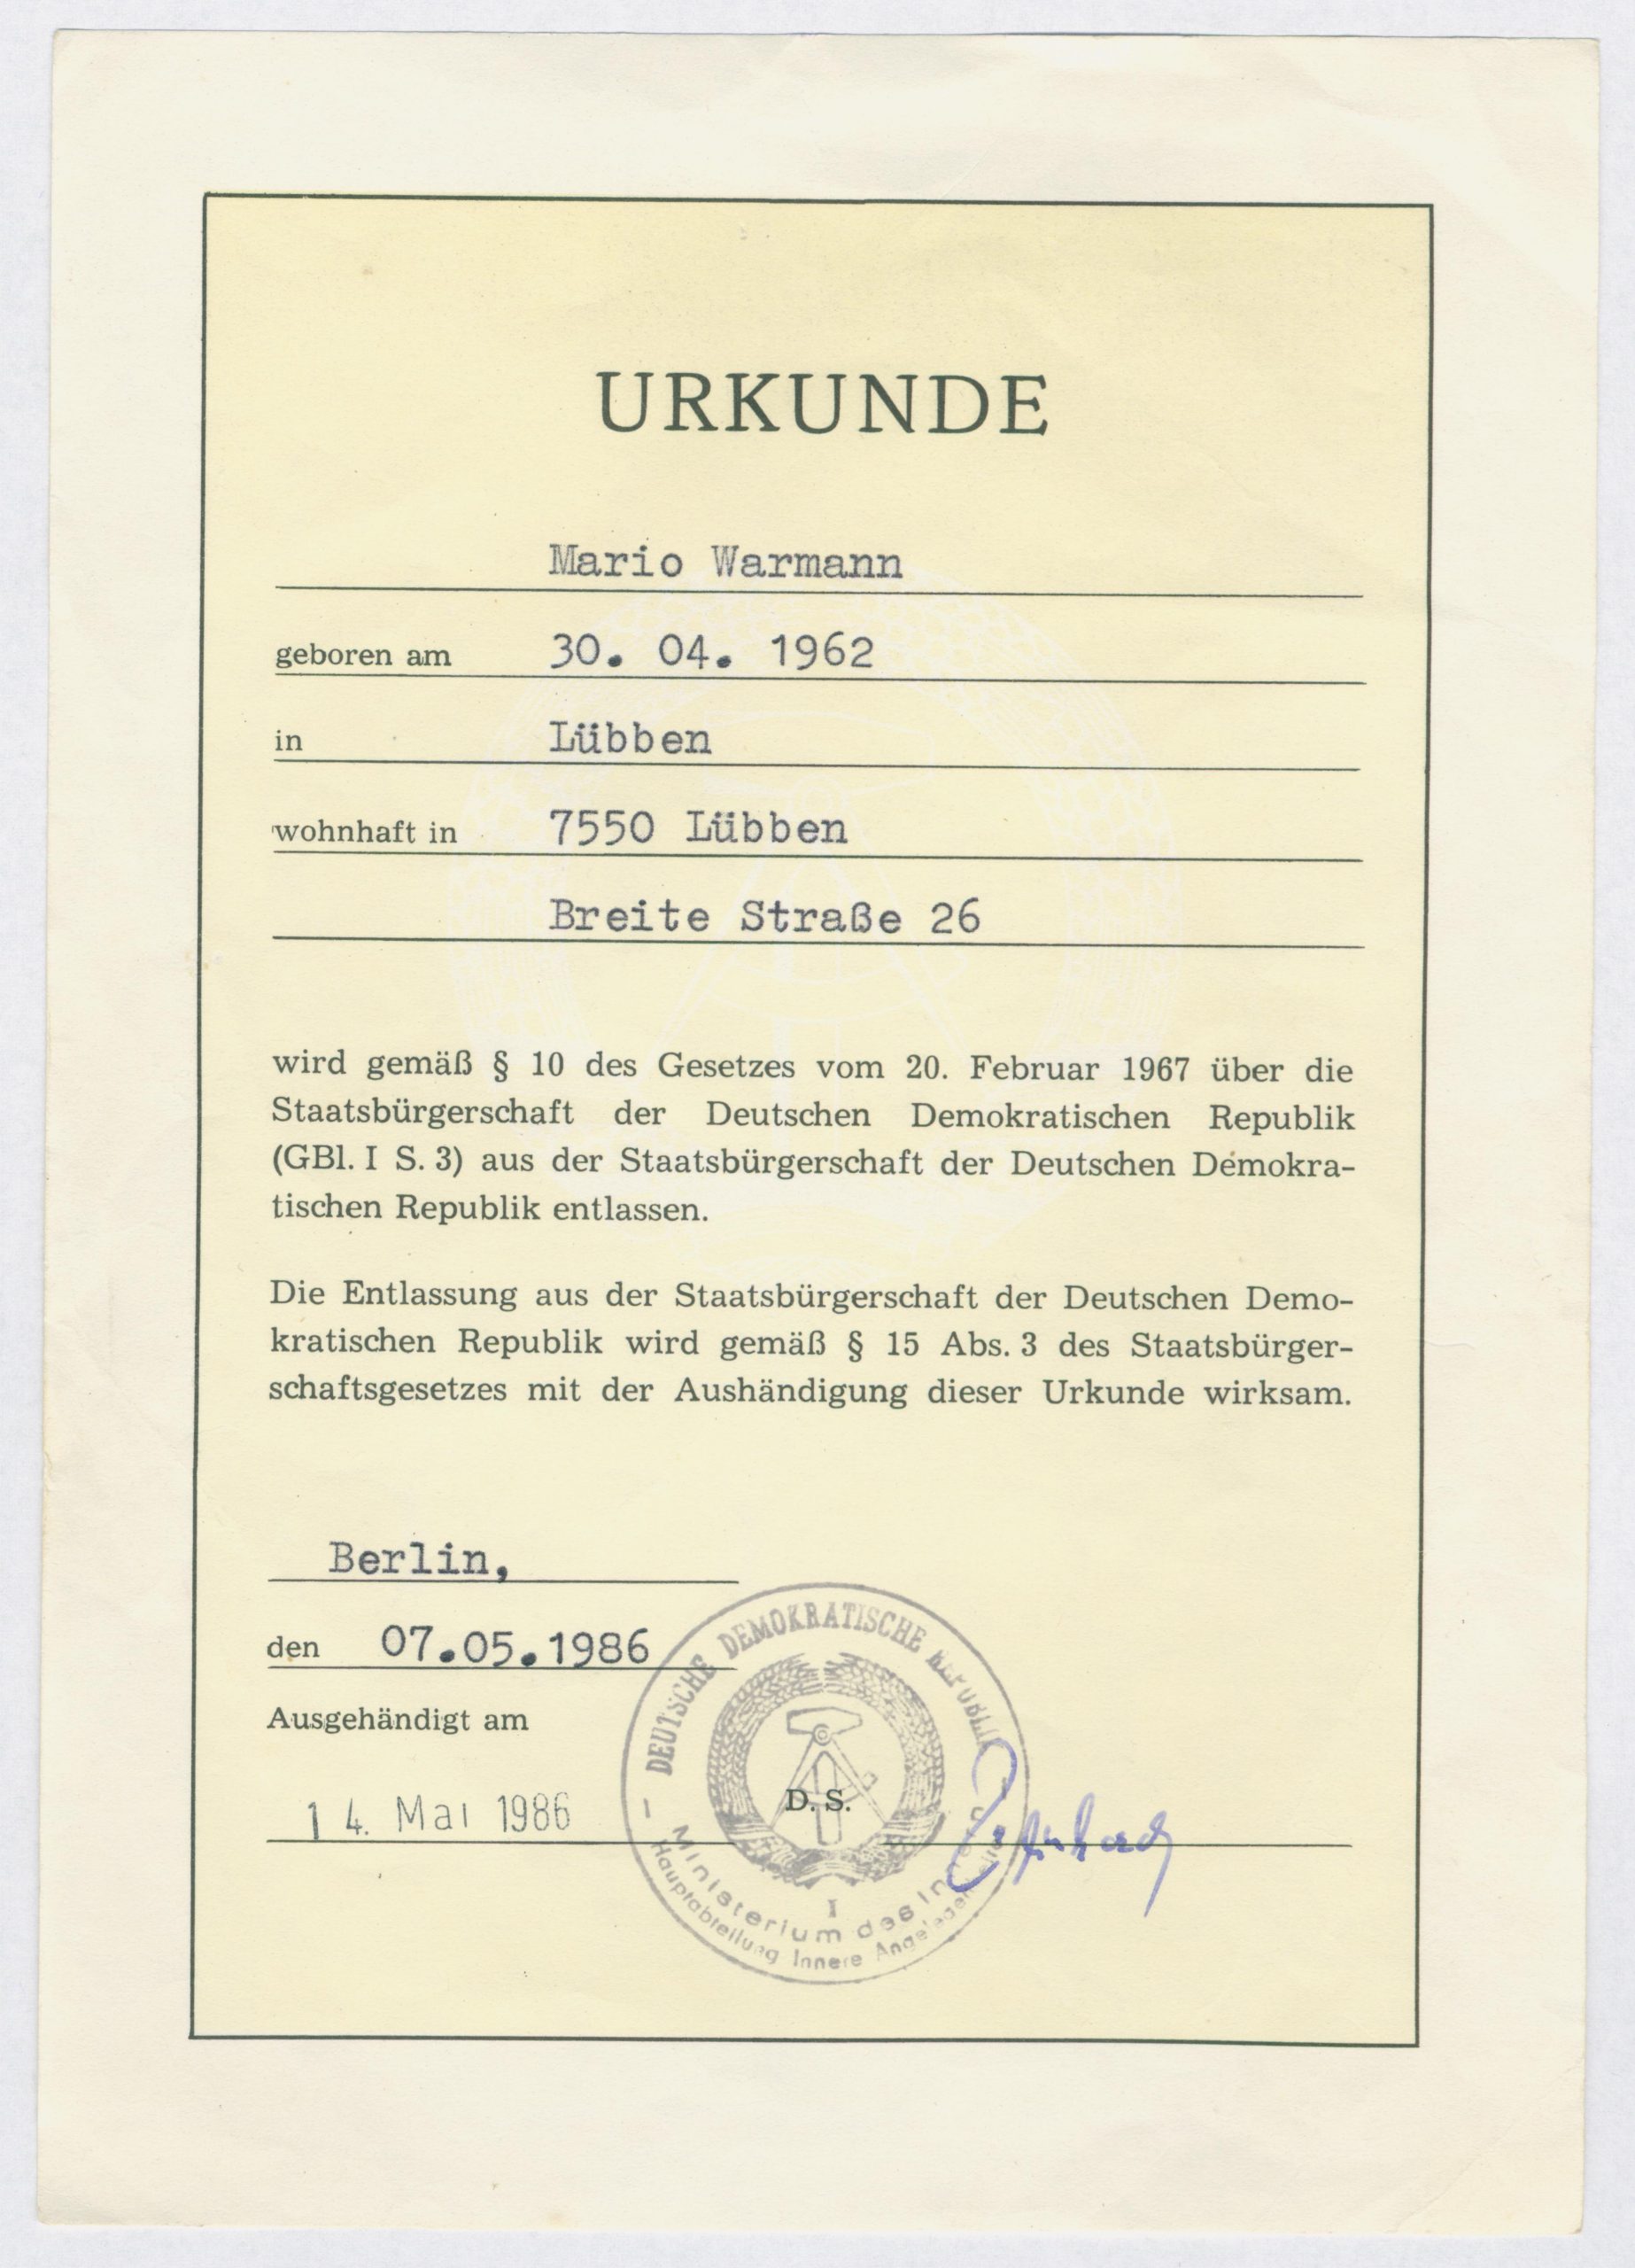 URKUNDE
Mario Warmann
geboren am 30. 04. 1962
in Lübben
wohnhaft in 7550 Lübben
Breite Straße 26
wird gemäß § 10 des Gesetzes vom 20. Februar 1967 über die
Staatsbürgerschaft der Deutschen Demokratischen Republik
(GBl. I S. 3) aus der Staatsbürgerschaft der Deutschen Demokra-
tischen Republik entlassen.
Die Entlassung aus der Staatsbürgerschaft der Deutschen Demo-
kratischen Republik wird gemäß § 15 Abs. 3 des Staatsbürger-
schaftsgesetzes mit der Aushändigung dieser Urkunde wirksam.
Berlin,
den 07.05.1986
Ausgehändigt am
14. Mai 1986
D. S.
DEUTSCHE DEMOKRATISCHE REPUBLIK
I
Ministerium des Innern
Hauptabteilung Innere